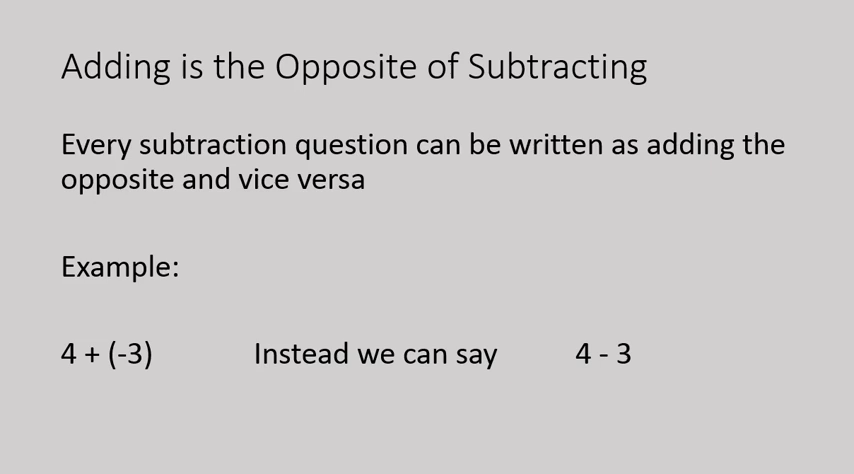 Adding is the Opposite of Subtracting
Every subtraction question can be written as adding the
opposite and vice versa
Example:
4 + (-3) Instead we can say 4 - 3